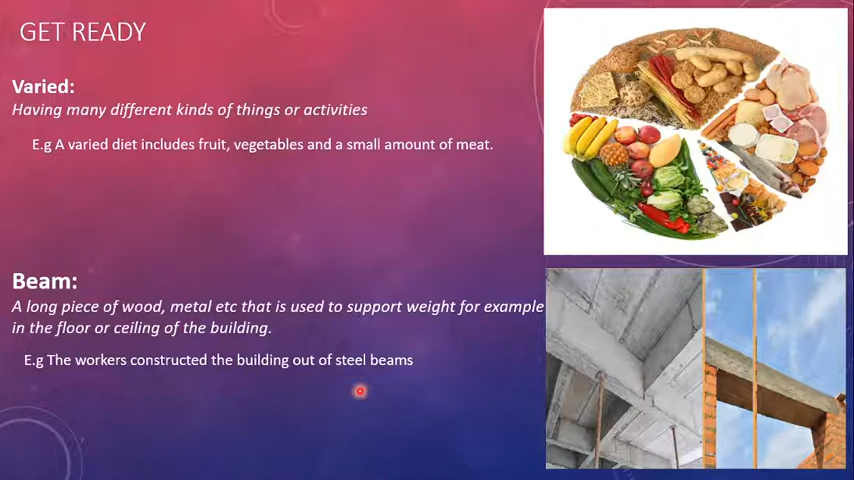 GET READY
Varied:
Having many different kinds of things or activities
E.g A varied diet includes fruit, vegetables and a small amount of meat.
Beam:
A long piece of wood, metal etc that is used to support weight for example
in the floor or ceiling of the building.
E.g The workers constructed the building out of steel beams